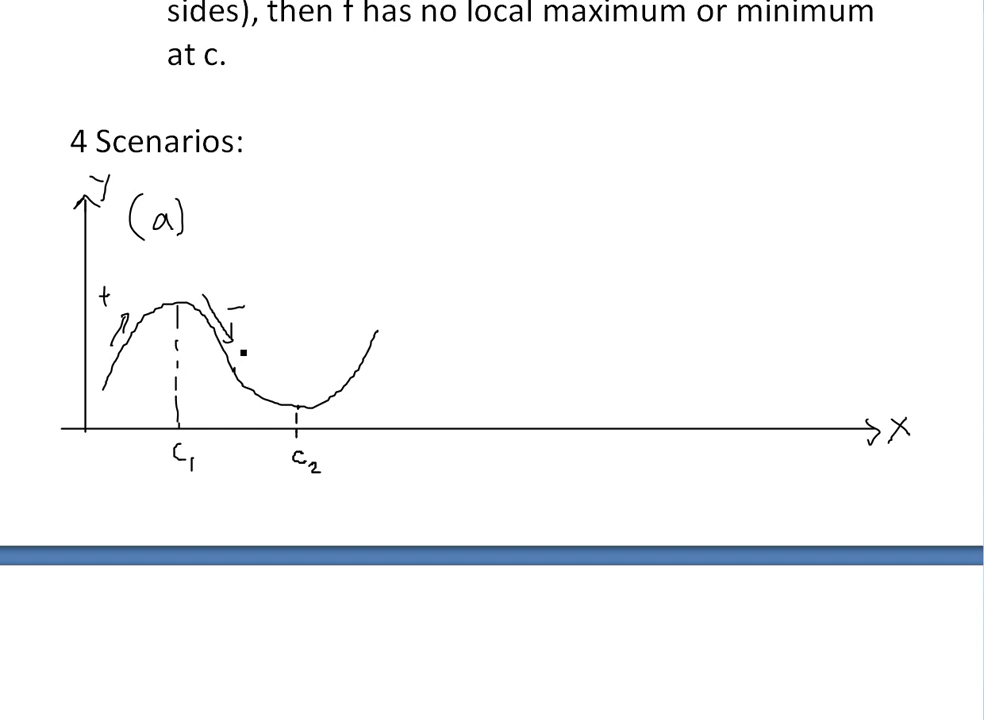 sides), then f has no local maximum or minimum
at c.
4 Scenarios:
y
(a)
+
-
x
c1
c2